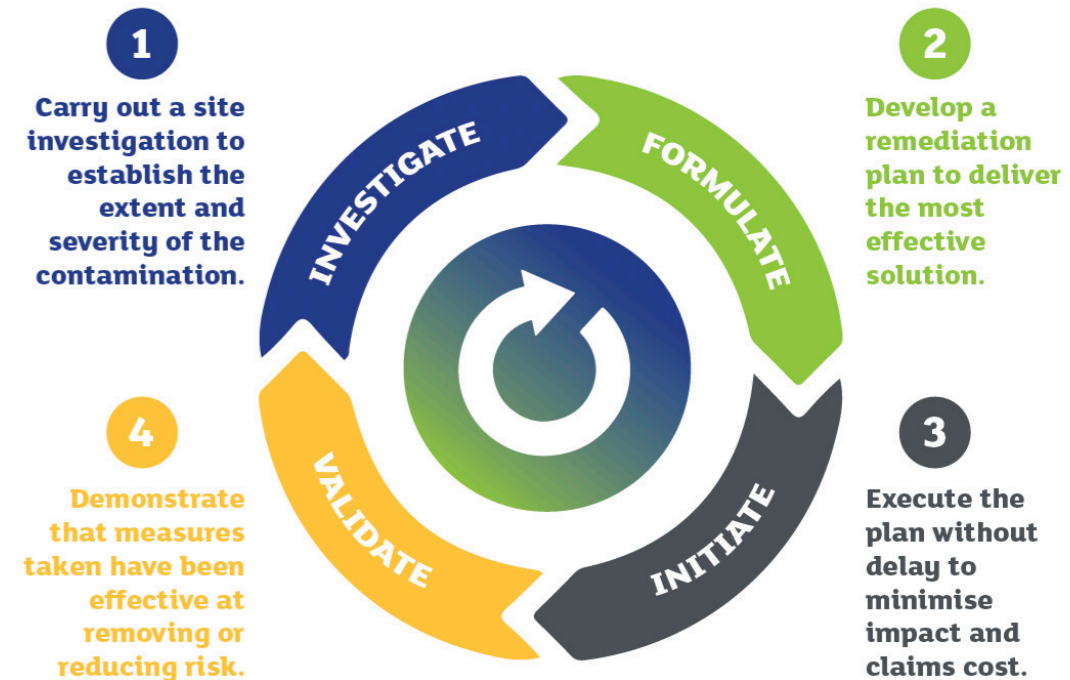 1
Carry out a site
investigation to
establish the
extent and
severity of the
contamination.
INVESTIGATE
2
Develop a
remediation
plan to deliver
the most
effective
solution.
FORMULATE
3
Execute the
plan without
delay to
minimise
impact and
claims cost.
INITIATE
4
Demonstrate
that measures
taken have been
effective at
removing or
reducing risk.
VALIDATE